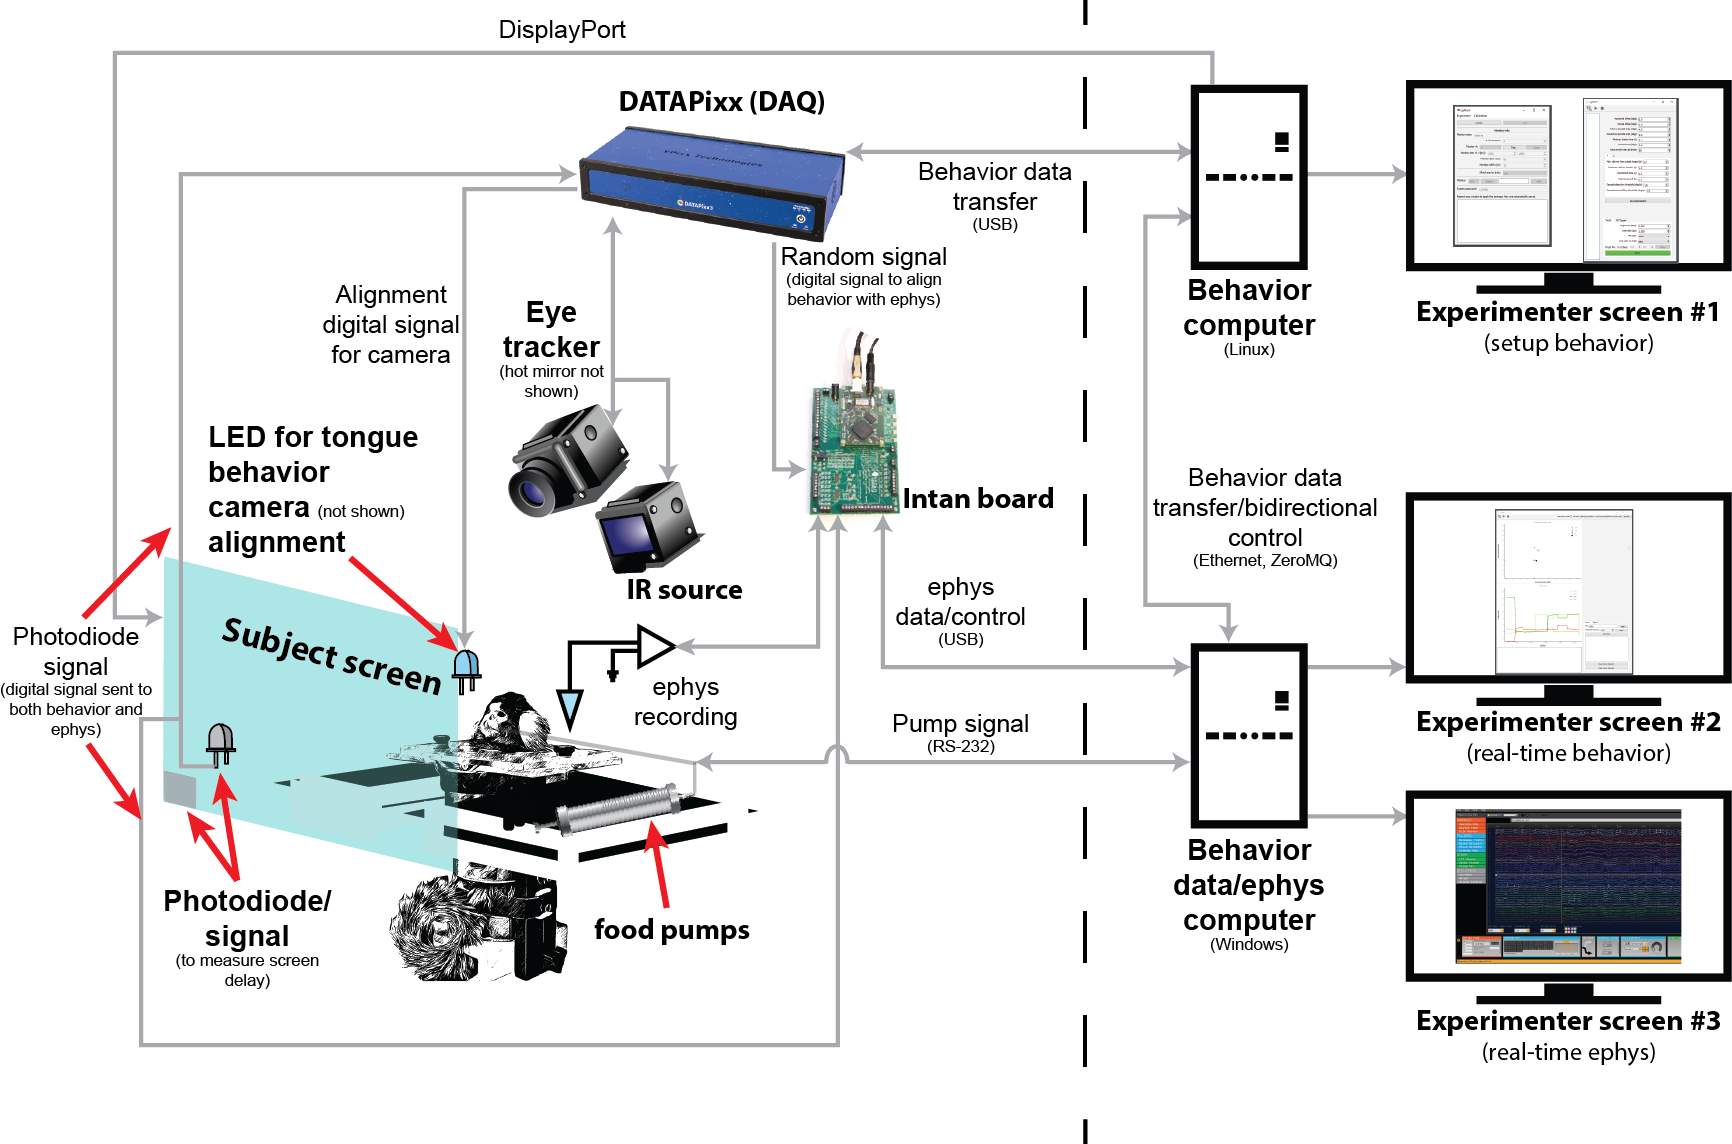 DisplayPort
DATAPixx (DAQ)
VPixx Technologies
DATAPixx3
Behavior data
transfer
(USB)
Random signal
(digital signal to align
behavior with ephys)
Alignment
digital signal
for camera
Eye
tracker
(hot mirror not
shown)
Behavior
computer
(Linux)
Experimenter screen #1
(setup behavior)
LED for tongue
behavior
camera (not shown)
alignment
Intan board
IR source
Behavior data
transfer/bidirectional
control
(Ethernet, ZeroMQ)
ephys
data/control
(USB)
Subject screen
Photodiode
signal
(digital signal sent to
both behavior and
ephys)
ephys
recording
Pump signal
(RS-232)
Experimenter screen #2
(real-time behavior)
Behavior
data/ephys
computer
(Windows)
Photodiode/
signal
(to measure screen
delay)
food pumps
Experimenter screen #3
(real-time ephys)